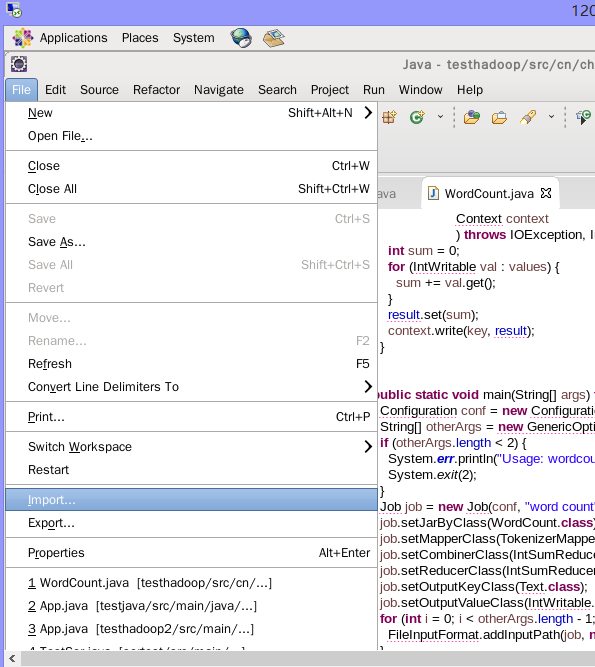 120
Applications Places System
Java - testhadoop/src/cn/ch
File Edit Source Refactor Navigate Search Project Run Window Help
New Shift+Alt+N
Open File...
Close Ctrl+W
Close All Shift+Ctrl+W
Save Ctrl+S
Save As...
Save All Shift+Ctrl+S
Revert
Move...
Rename... F2
Refresh F5
Convert Line Delimiters To
Print... Ctrl+P
Switch Workspace
Restart
Import...
Export...
Properties Alt+Enter
1 WordCount.java [testhadoop/src/cn/...]
2 App.java [testjava/src/main/java/...]
3 App.java [testhadoop2/src/main/...]
ava
WordCount.java
Context context
) throws IOException, I
int sum = 0;
for (IntWritable val : values) {
sum += val.get();
}
result.set(sum);
context.write(key, result);
}
public static void main(String[] args)
Configuration conf = new Configurati
String[] otherArgs = new GenericOpti
if (otherArgs.length < 2) {
System.err.println("Usage: wordcou
System.exit(2);
}
Job job = new Job(conf, "word count"
job.setJarByClass(WordCount.class)
job.setMapperClass(TokenizerMappe
job.setCombinerClass(IntSumReduc
job.setReducerClass(IntSumReducer
job.setOutputKeyClass(Text.class);
job.setOutputValueClass(IntWritable.
for (int i = 0; i < otherArgs.length - 1;
FileInputFormat.addInputPath(job, n